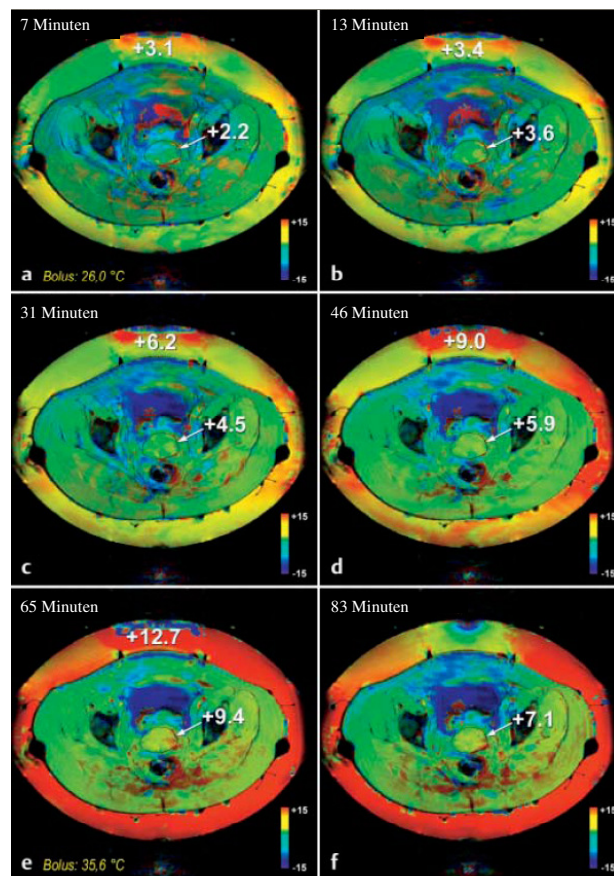 7 Minuten
+3.1
+2.2
+15
-15
a Bolus: 26,0 °C
13 Minuten
+3.4
+3.6
+15
-15
b
31 Minuten
+6.2
+4.5
+15
-15
c
46 Minuten
+9.0
+5.9
+15
-15
d
65 Minuten
+12.7
+9.4
+15
-15
e Bolus: 35,6 °C
83 Minuten
+7.1
+15
-15
f